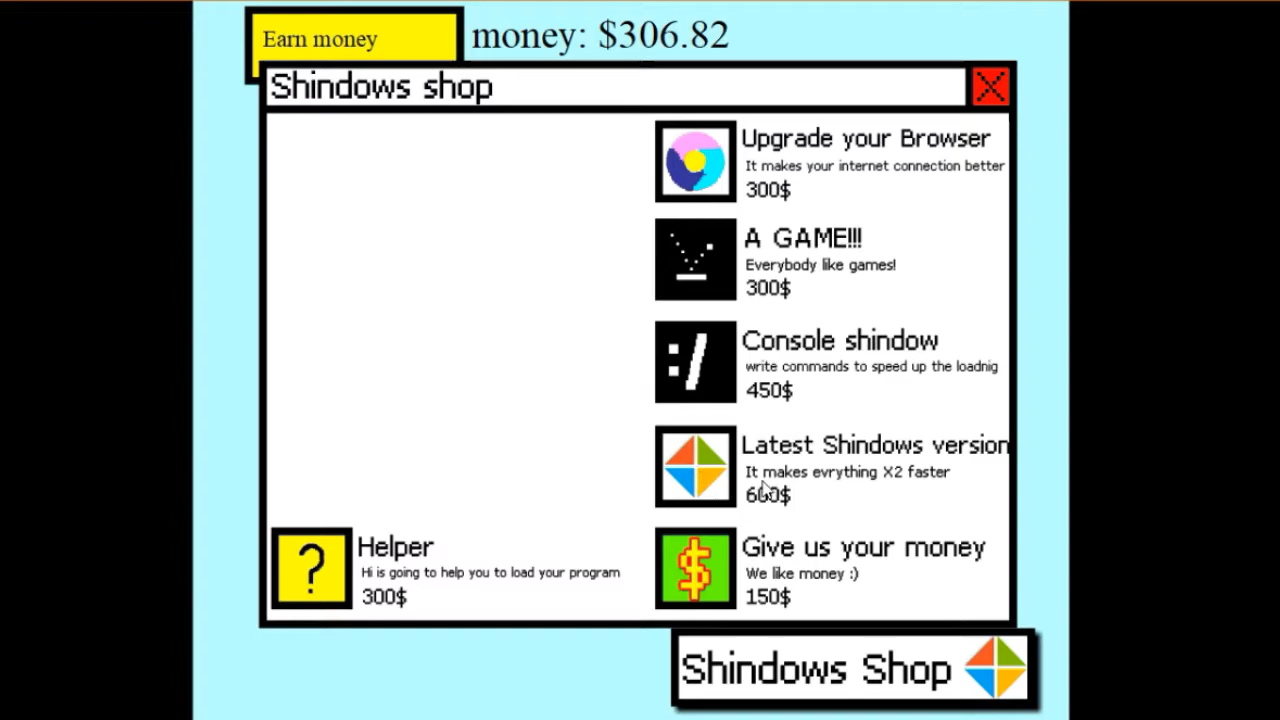 Earn money
money: $306.82
Shindows shop
Upgrade your Browser
It makes your internet connection better
300$
A GAME!!!
Everybody like games!
300$
:/
Console shindow
write commands to speed up the loadnig
450$
Latest Shindows version
It makes evrything X2 faster
600$
?
Helper
Hi is going to help you to load your program
300$
$
Give us your money
We like money :)
150$
Shindows Shop